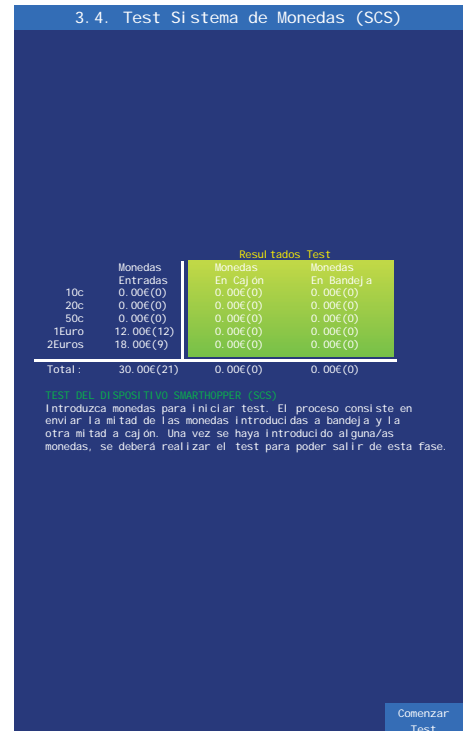 3.4. Test Sistema de Monedas (SCS)
Resultados Test
Monedas Monedas Monedas
Entradas En Cajón En Bandeja
10c 0.00€(0) 0.00€(0) 0.00€(0)
20c 0.00€(0) 0.00€(0) 0.00€(0)
50c 0.00€(0) 0.00€(0) 0.00€(0)
1Euro 12.00€(12) 0.00€(0) 0.00€(0)
2Euros 18.00€(9) 0.00€(0) 0.00€(0)
Total: 30.00€(21) 0.00€(0) 0.00€(0)
TEST DEL DISPOSITIVO SMARTHOPPER (SCS)
Introduzca monedas para iniciar test. El proceso consiste en
enviar la mitad de las monedas introducidas a bandeja y la
otra mitad a cajón. Una vez se haya introducido alguna/as
monedas, se deberá realizar el test para poder salir de esta fase.
Comenzar
Test